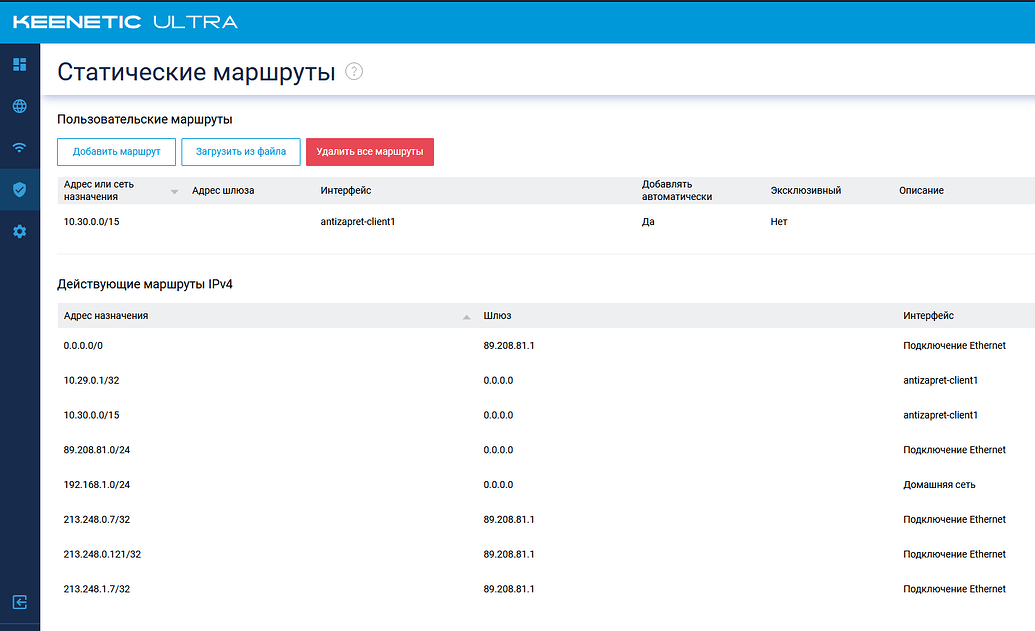 KEENETIC ULTRA
Статические маршруты ?
Пользовательские маршруты
Добавить маршрут Загрузить из файла Удалить все маршруты
Адрес или сеть назначения Адрес шлюза Интерфейс Добавлять автоматически Эксклюзивный Описание
10.30.0.0/15 antizapret-client1 Да Нет
Действующие маршруты IPv4
Адрес назначения Шлюз Интерфейс
0.0.0.0/0 89.208.81.1 Подключение Ethernet
10.29.0.1/32 0.0.0.0 antizapret-client1
10.30.0.0/15 0.0.0.0 antizapret-client1
89.208.81.0/24 0.0.0.0 Подключение Ethernet
192.168.1.0/24 0.0.0.0 Домашняя сеть
213.248.0.7/32 89.208.81.1 Подключение Ethernet
213.248.0.121/32 89.208.81.1 Подключение Ethernet
213.248.1.7/32 89.208.81.1 Подключение Ethernet